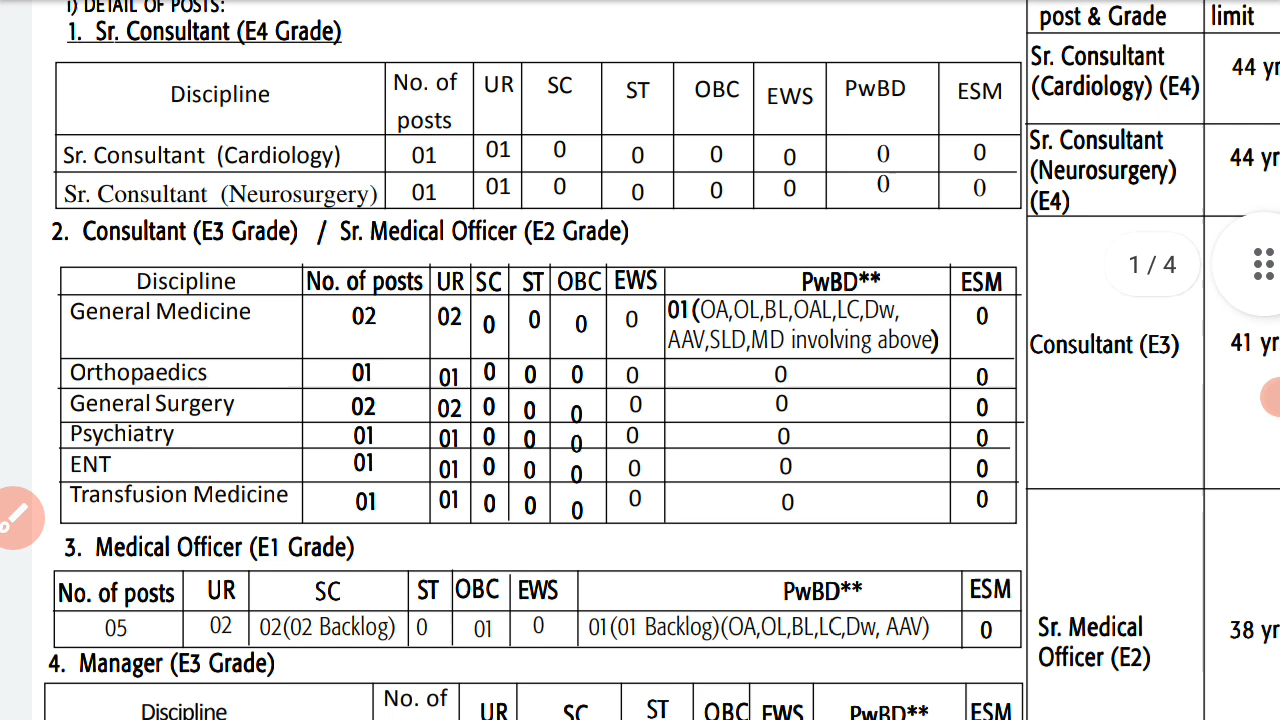 i) DETAIL OF POSTS:
1. Sr. Consultant (E4 Grade)
Discipline No. of posts UR SC ST OBC EWS PwBD ESM
Sr. Consultant (Cardiology) 01 01 0 0 0 0 0 0
Sr. Consultant (Neurosurgery) 01 01 0 0 0 0 0 0
2. Consultant (E3 Grade) / Sr. Medical Officer (E2 Grade)
Discipline No. of posts UR SC ST OBC EWS PwBD** ESM
General Medicine 02 02 0 0 0 0 01(OA,OL,BL,OAL,LC,Dw, 0
AAV,SLD,MD involving above)
Orthopaedics 01 01 0 0 0 0 0 0
General Surgery 02 02 0 0 0 0 0 0
Psychiatry 01 01 0 0 0 0 0 0
ENT 01 01 0 0 0 0 0 0
Transfusion Medicine 01 01 0 0 0 0 0 0
3. Medical Officer (E1 Grade)
No. of posts UR SC ST OBC EWS PwBD** ESM
05 02 02(02 Backlog) 0 01 0 01(01 Backlog)(OA,OL,BL,LC,Dw, AAV) 0
4. Manager (E3 Grade)
Discipline No. of UR SC ST OBC EWS PwBD** ESM
post & Grade limit
Sr. Consultant
(Cardiology) (E4) 44 yr
Sr. Consultant
(Neurosurgery) 44 yr
(E4)
1 / 4
Consultant (E3) 41 yr
Sr. Medical 38 yr
Officer (E2)